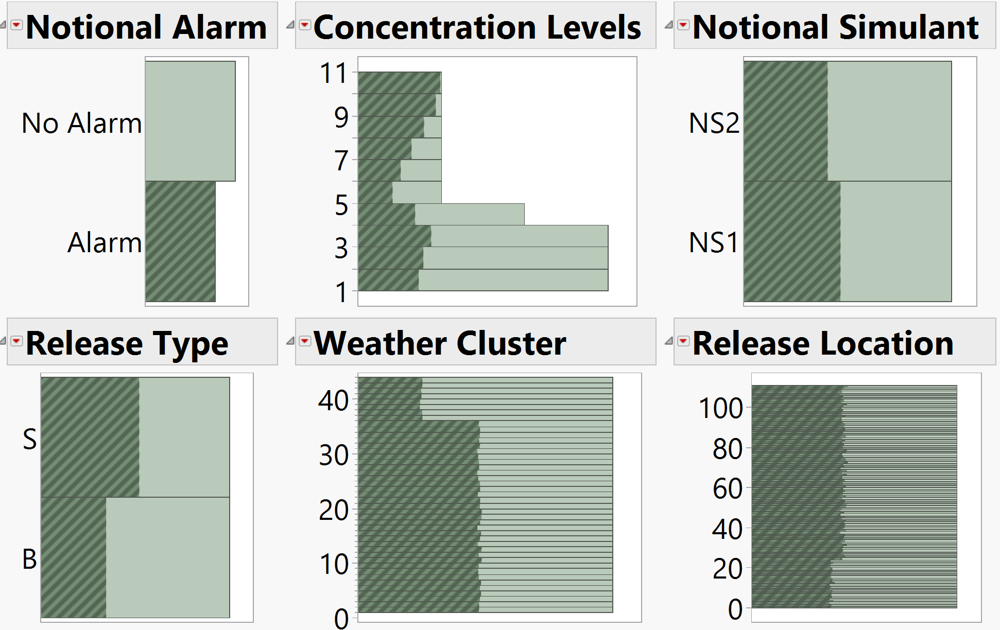 Notional Alarm
No Alarm
Alarm
Concentration Levels
11
9
7
5
3
1
Notional Simulant
NS2
NS1
Release Type
S
B
Weather Cluster
40
30
20
10
0
Release Location
100
80
60
40
20
0